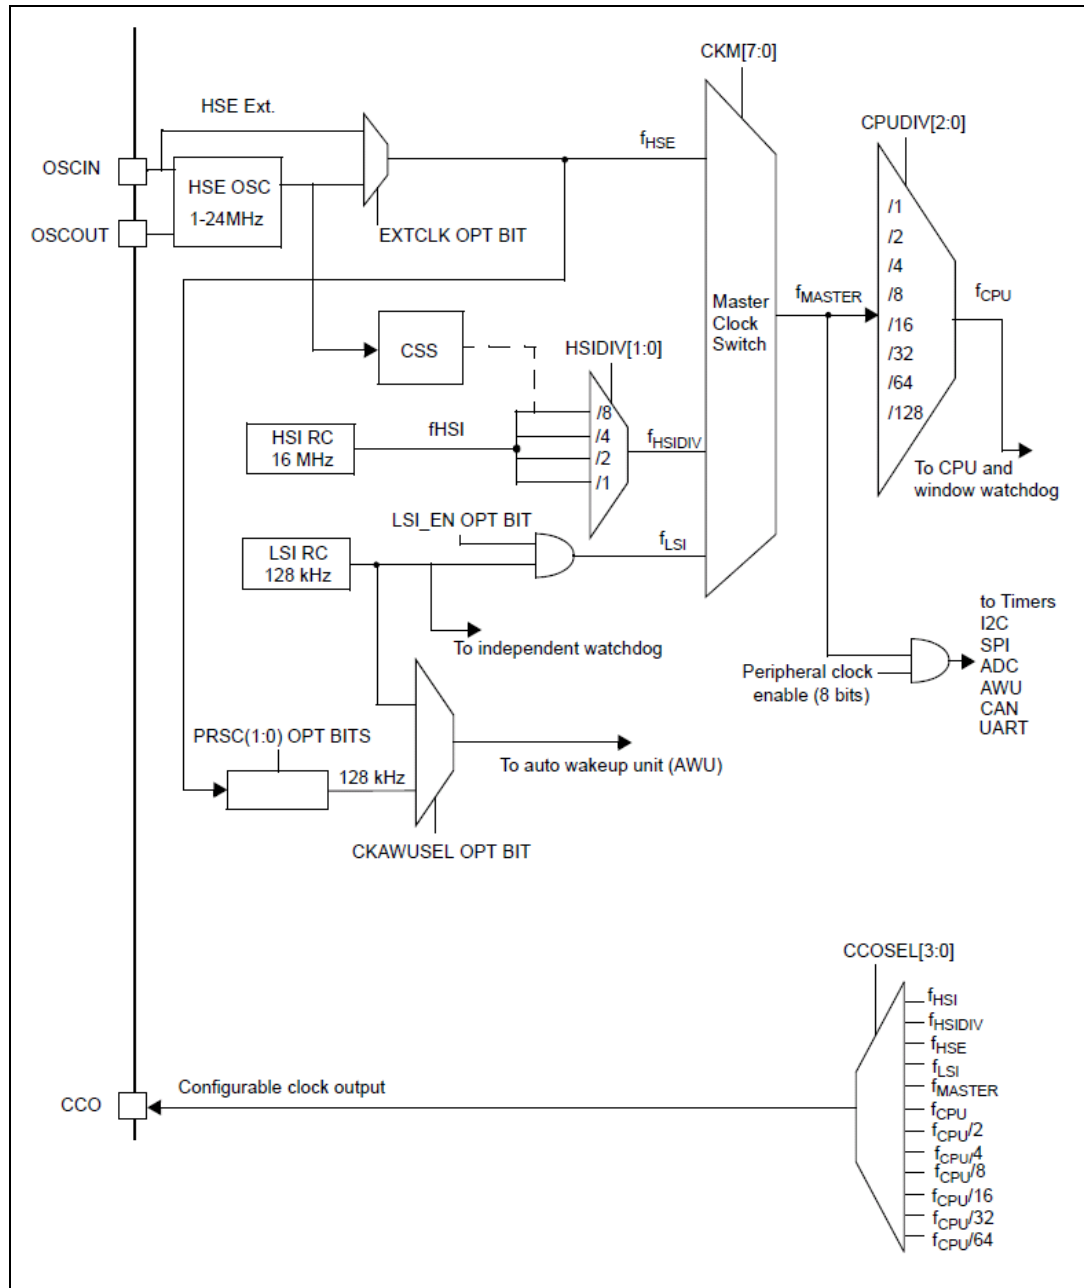 CKM[7:0]
HSE Ext.
CPUDIV[2:0]
fHSE
OSCIN
HSE OSC
1-24MHz
OSCOUT
EXTCLK OPT BIT
/1
/2
/4
/8
/16
/32
/64
/128
fMASTER
fCPU
Master
Clock
Switch
CSS
HSIDIV[1:0]
/8
/4
/2
/1
HSI RC
16 MHz
fHSI
fHSIDIV
To CPU and
window watchdog
LSI_EN OPT BIT
LSI RC
128 kHz
fLSI
To independent watchdog
Peripheral clock
enable (8 bits)
to Timers
I2C
SPI
ADC
AWU
CAN
UART
PRSC(1:0) OPT BITS
128 kHz
To auto wakeup unit (AWU)
CKAWUSEL OPT BIT
CCOSEL[3:0]
fHSI
fHSIDIV
fHSE
fLSI
fMASTER
fCPU
fCPU/2
fCPU/4
fCPU/8
fCPU/16
fCPU/32
fCPU/64
CCO
Configurable clock output